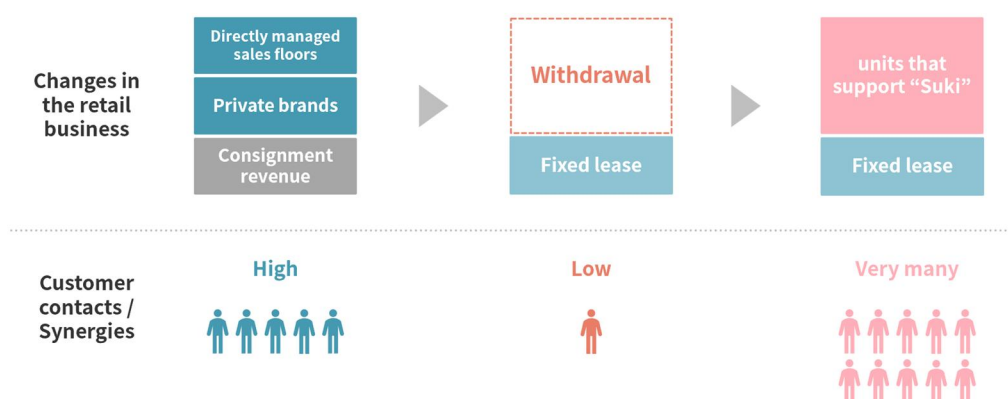 Changes in
the retail
business
Directly managed
sales floors
Private brands
Consignment
revenue
Withdrawal
Fixed lease
units that
support “Suki”
Fixed lease
Customer
contacts /
Synergies
High
Low
Very many